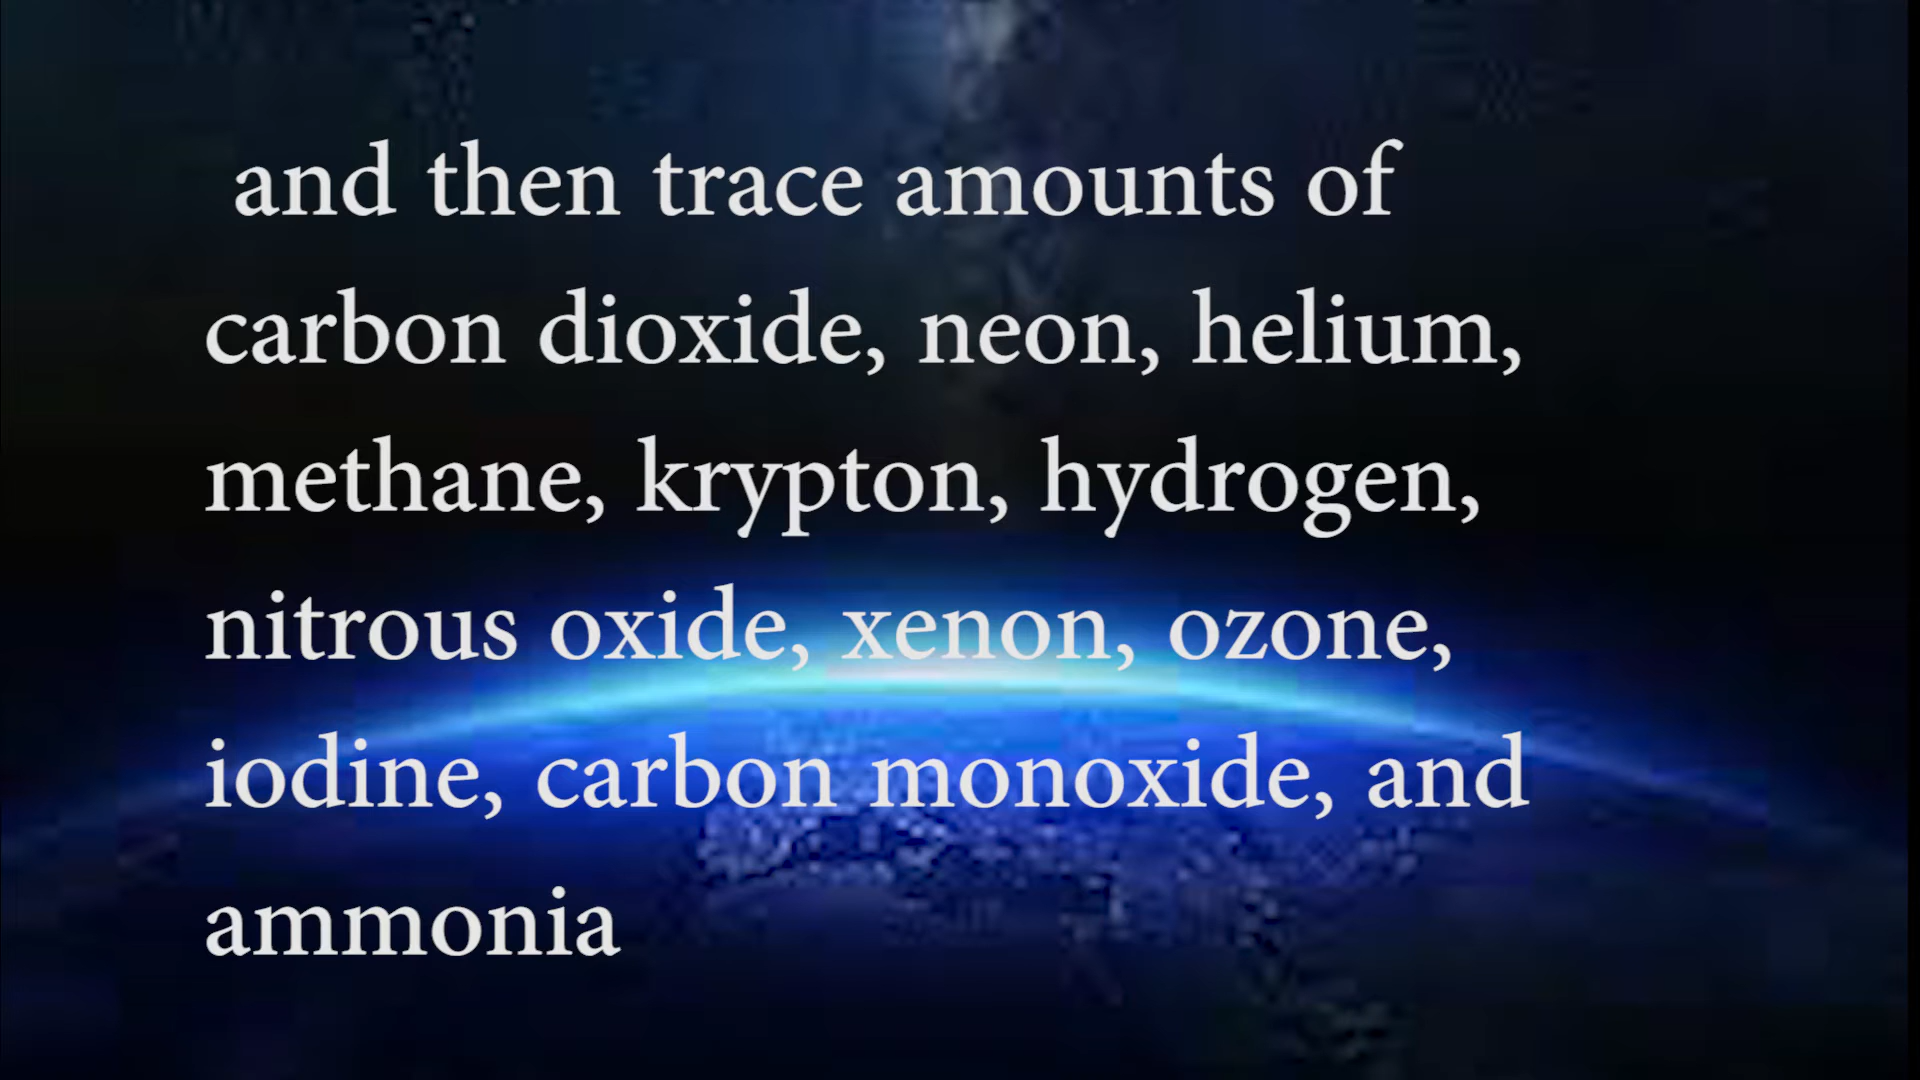 and then trace amounts of
carbon dioxide, neon, helium,
methane, krypton, hydrogen,
nitrous oxide, xenon, ozone,
iodine, carbon monoxide, and
ammonia